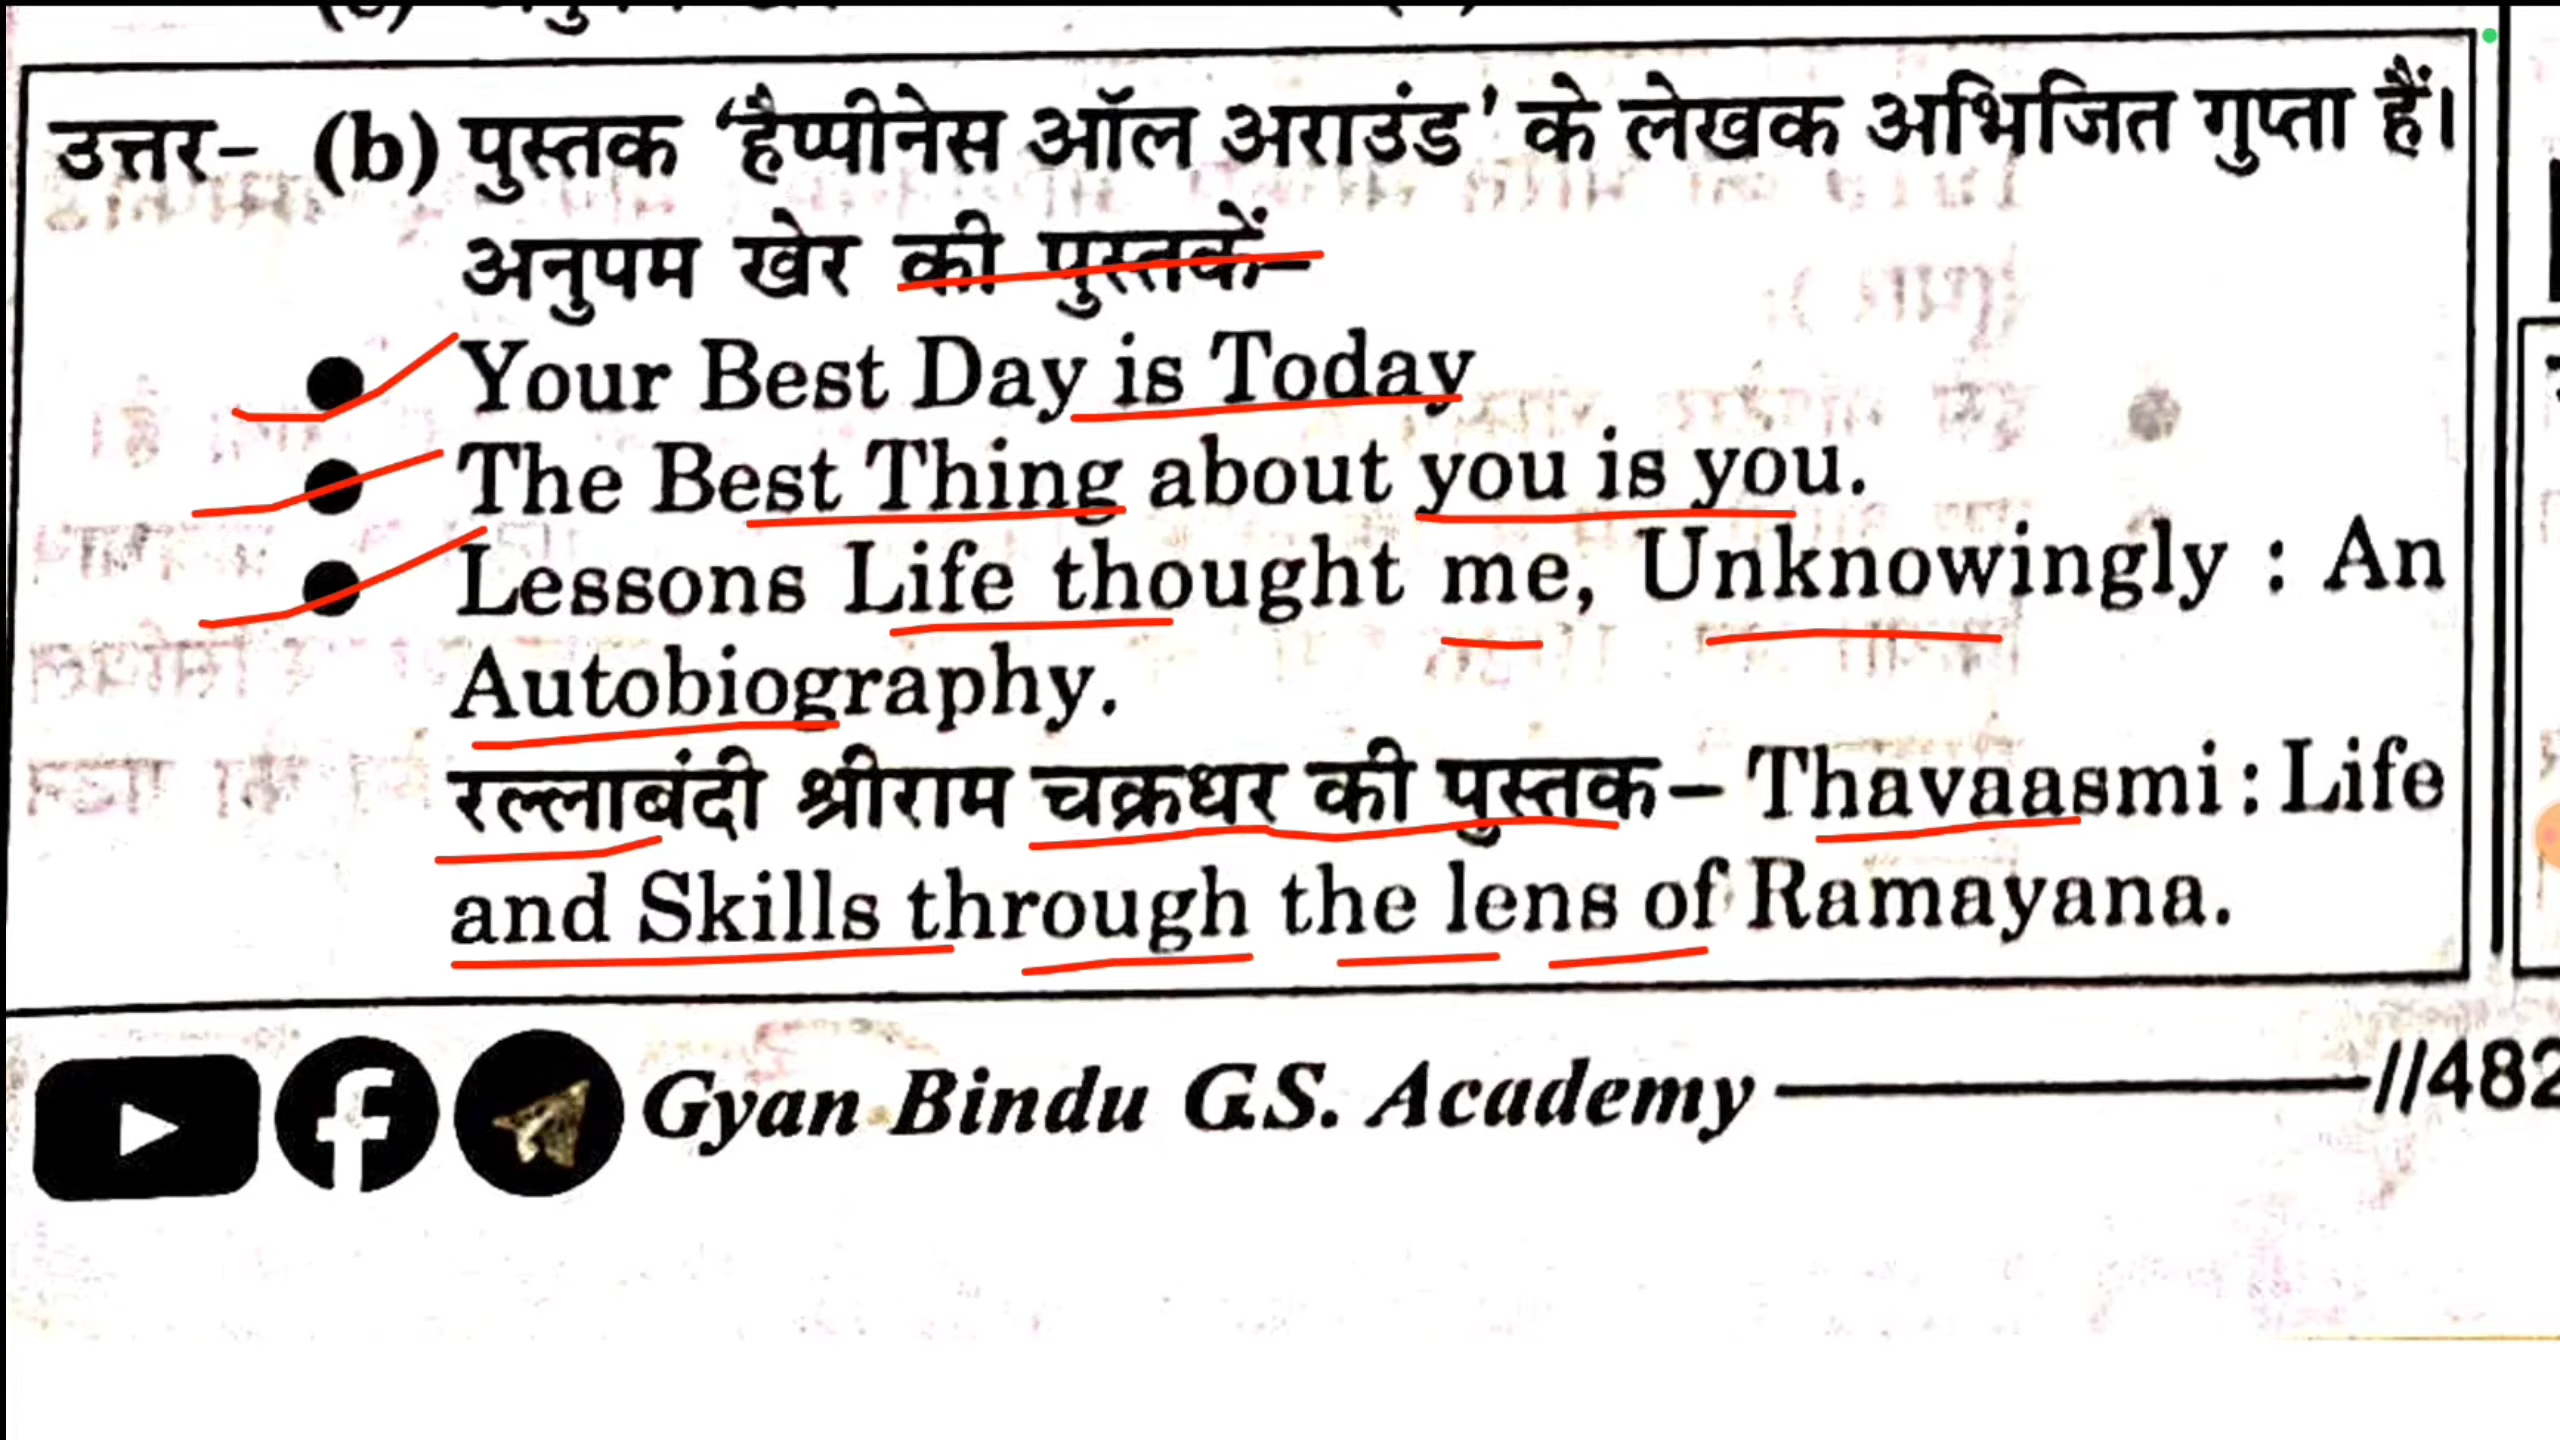 उत्तर- (b) पुस्तक 'हैप्पीनेस ऑल अराउंड' के लेखक अभिजित गुप्ता हैं।
अनुपम खेर की पुस्तकें-
● Your Best Day is Today
● The Best Thing about you is you.
● Lessons Life thought me, Unknowingly : An
Autobiography.
रल्लाबंदी श्रीराम चक्रधर की पुस्तक- Thavaasmi : Life
and Skills through the lens of Ramayana.
Gyan Bindu G.S. Academy //482